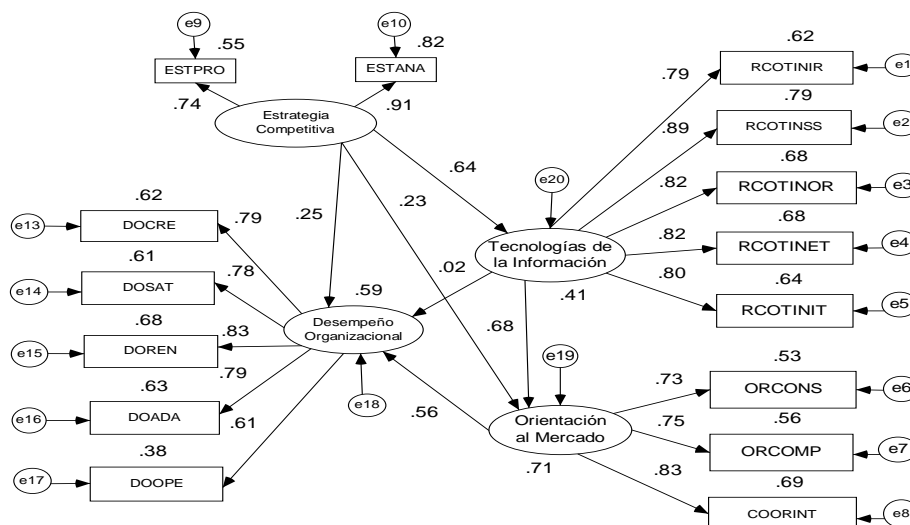 e9
.55
e10
.82
ESTPRO
ESTANA
.74
.91
Estrategia
Competitiva
.62
.79
RCOTINIR
e1
.79
.89
RCOTINSS
e2
.68
.82
RCOTINOR
e3
.68
.82
RCOTINET
e4
.64
.80
RCOTINIT
e5
e20
.64
Tecnologías de
la Información
.41
.25
.23
.02
.68
.62
e13
DOCRE
.79
.61
e14
DOSAT
.78
.68
e15
DOREN
.83
.63
e16
DOADA
.79
.38
e17
DOOPE
.61
.59
Desempeño
Organizacional
e18
.56
e19
Orientación
al Mercado
.71
.53
.73
ORCONS
e6
.56
.75
ORCOMP
e7
.69
.83
COORINT
e8